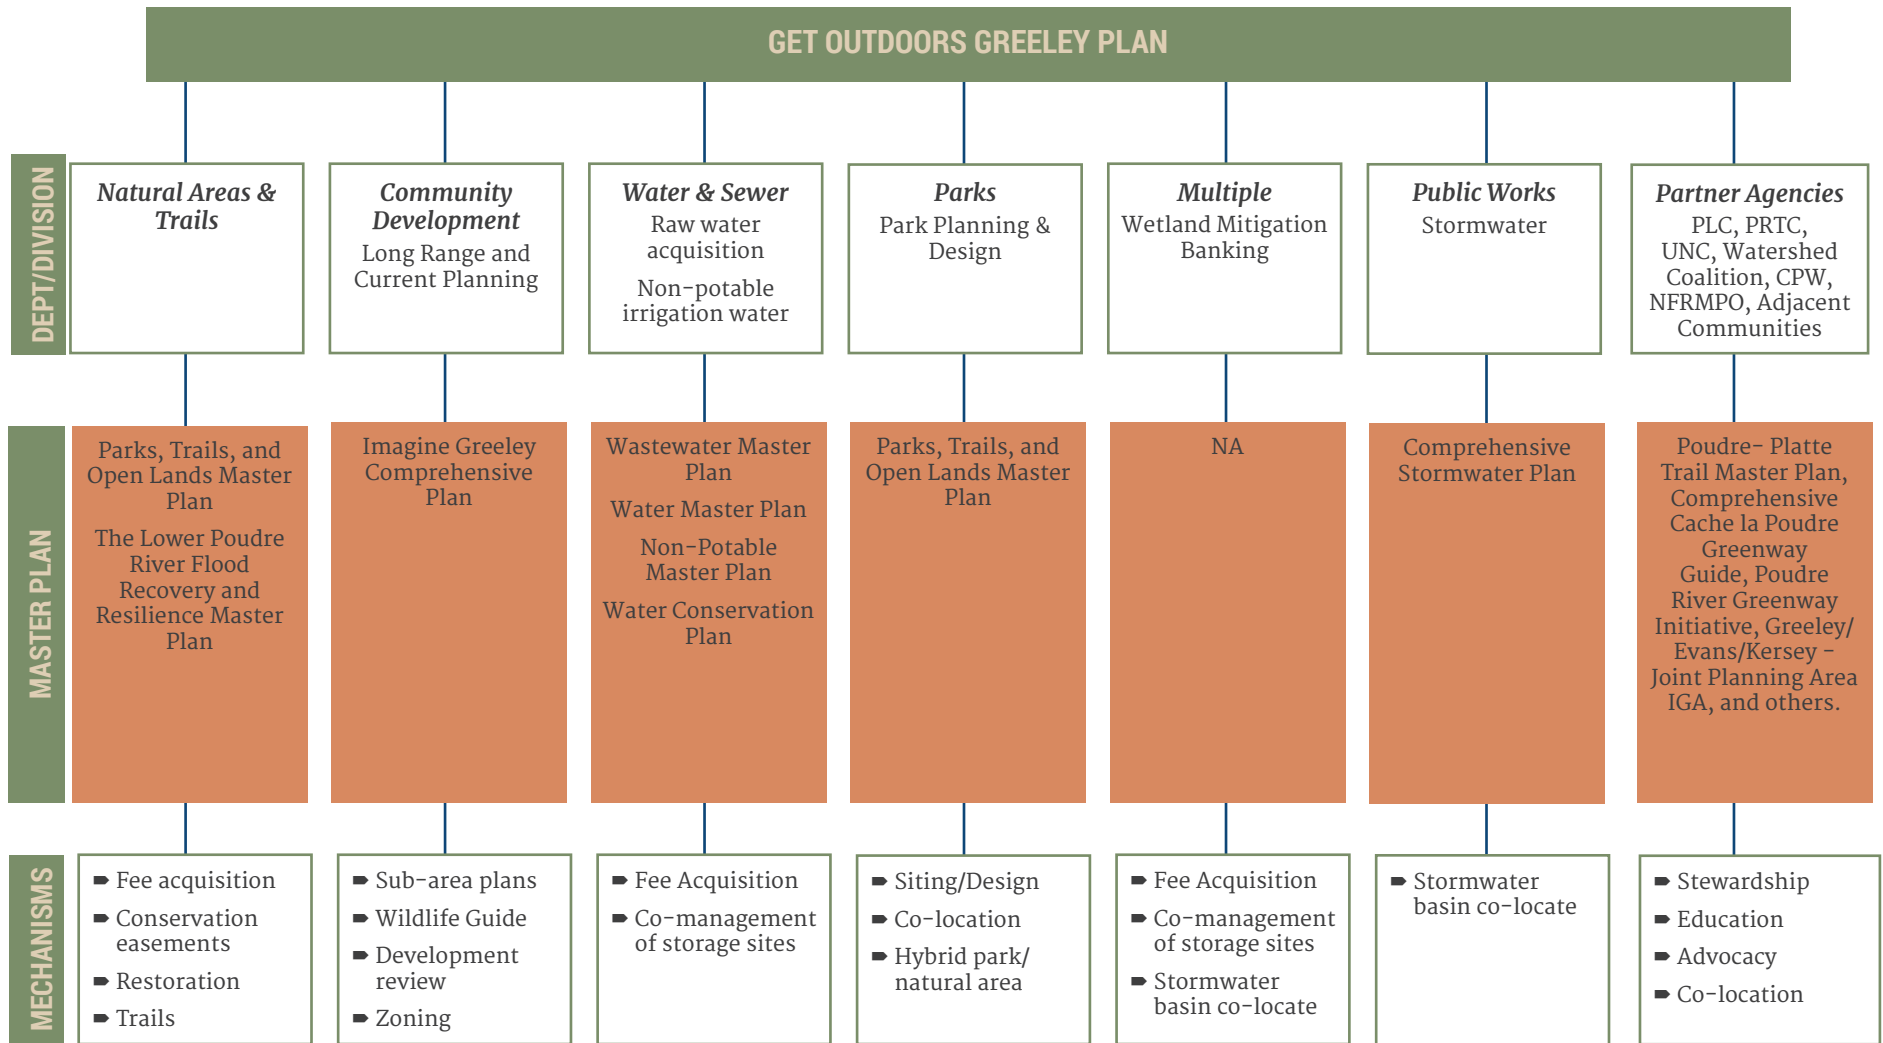 GET OUTDOORS GREELEY PLAN
DEPT/DIVISION
Natural Areas &
Trails
Community
Development
Long Range and
Current Planning
Water & Sewer
Raw water
acquisition
Non-potable
irrigation water
Parks
Park Planning &
Design
Multiple
Wetland Mitigation
Banking
Public Works
Stormwater
Partner Agencies
PLC, PRTC,
UNC, Watershed
Coalition, CPW,
NFRMPO, Adjacent
Communities
MASTER PLAN
Parks, Trails, and
Open Lands Master
Plan
The Lower Poudre
River Flood
Recovery and
Resilience Master
Plan
Imagine Greeley
Comprehensive
Plan
Wastewater Master
Plan
Water Master Plan
Non-Potable
Master Plan
Water Conservation
Plan
Parks, Trails, and
Open Lands Master
Plan
NA
Comprehensive
Stormwater Plan
Poudre- Platte
Trail Master Plan,
Comprehensive
Cache la Poudre
Greenway
Guide, Poudre
River Greenway
Initiative, Greeley/
Evans/Kersey -
Joint Planning Area
IGA, and others.
MECHANISMS
Fee acquisition
Conservation
easements
Restoration
Trails
Sub-area plans
Wildlife Guide
Development
review
Zoning
Fee Acquisition
Co-management
of storage sites
Siting/Design
Co-location
Hybrid park/
natural area
Fee Acquisition
Co-management
of storage sites
Stormwater
basin co-locate
Stormwater
basin co-locate
Stewardship
Education
Advocacy
Co-location